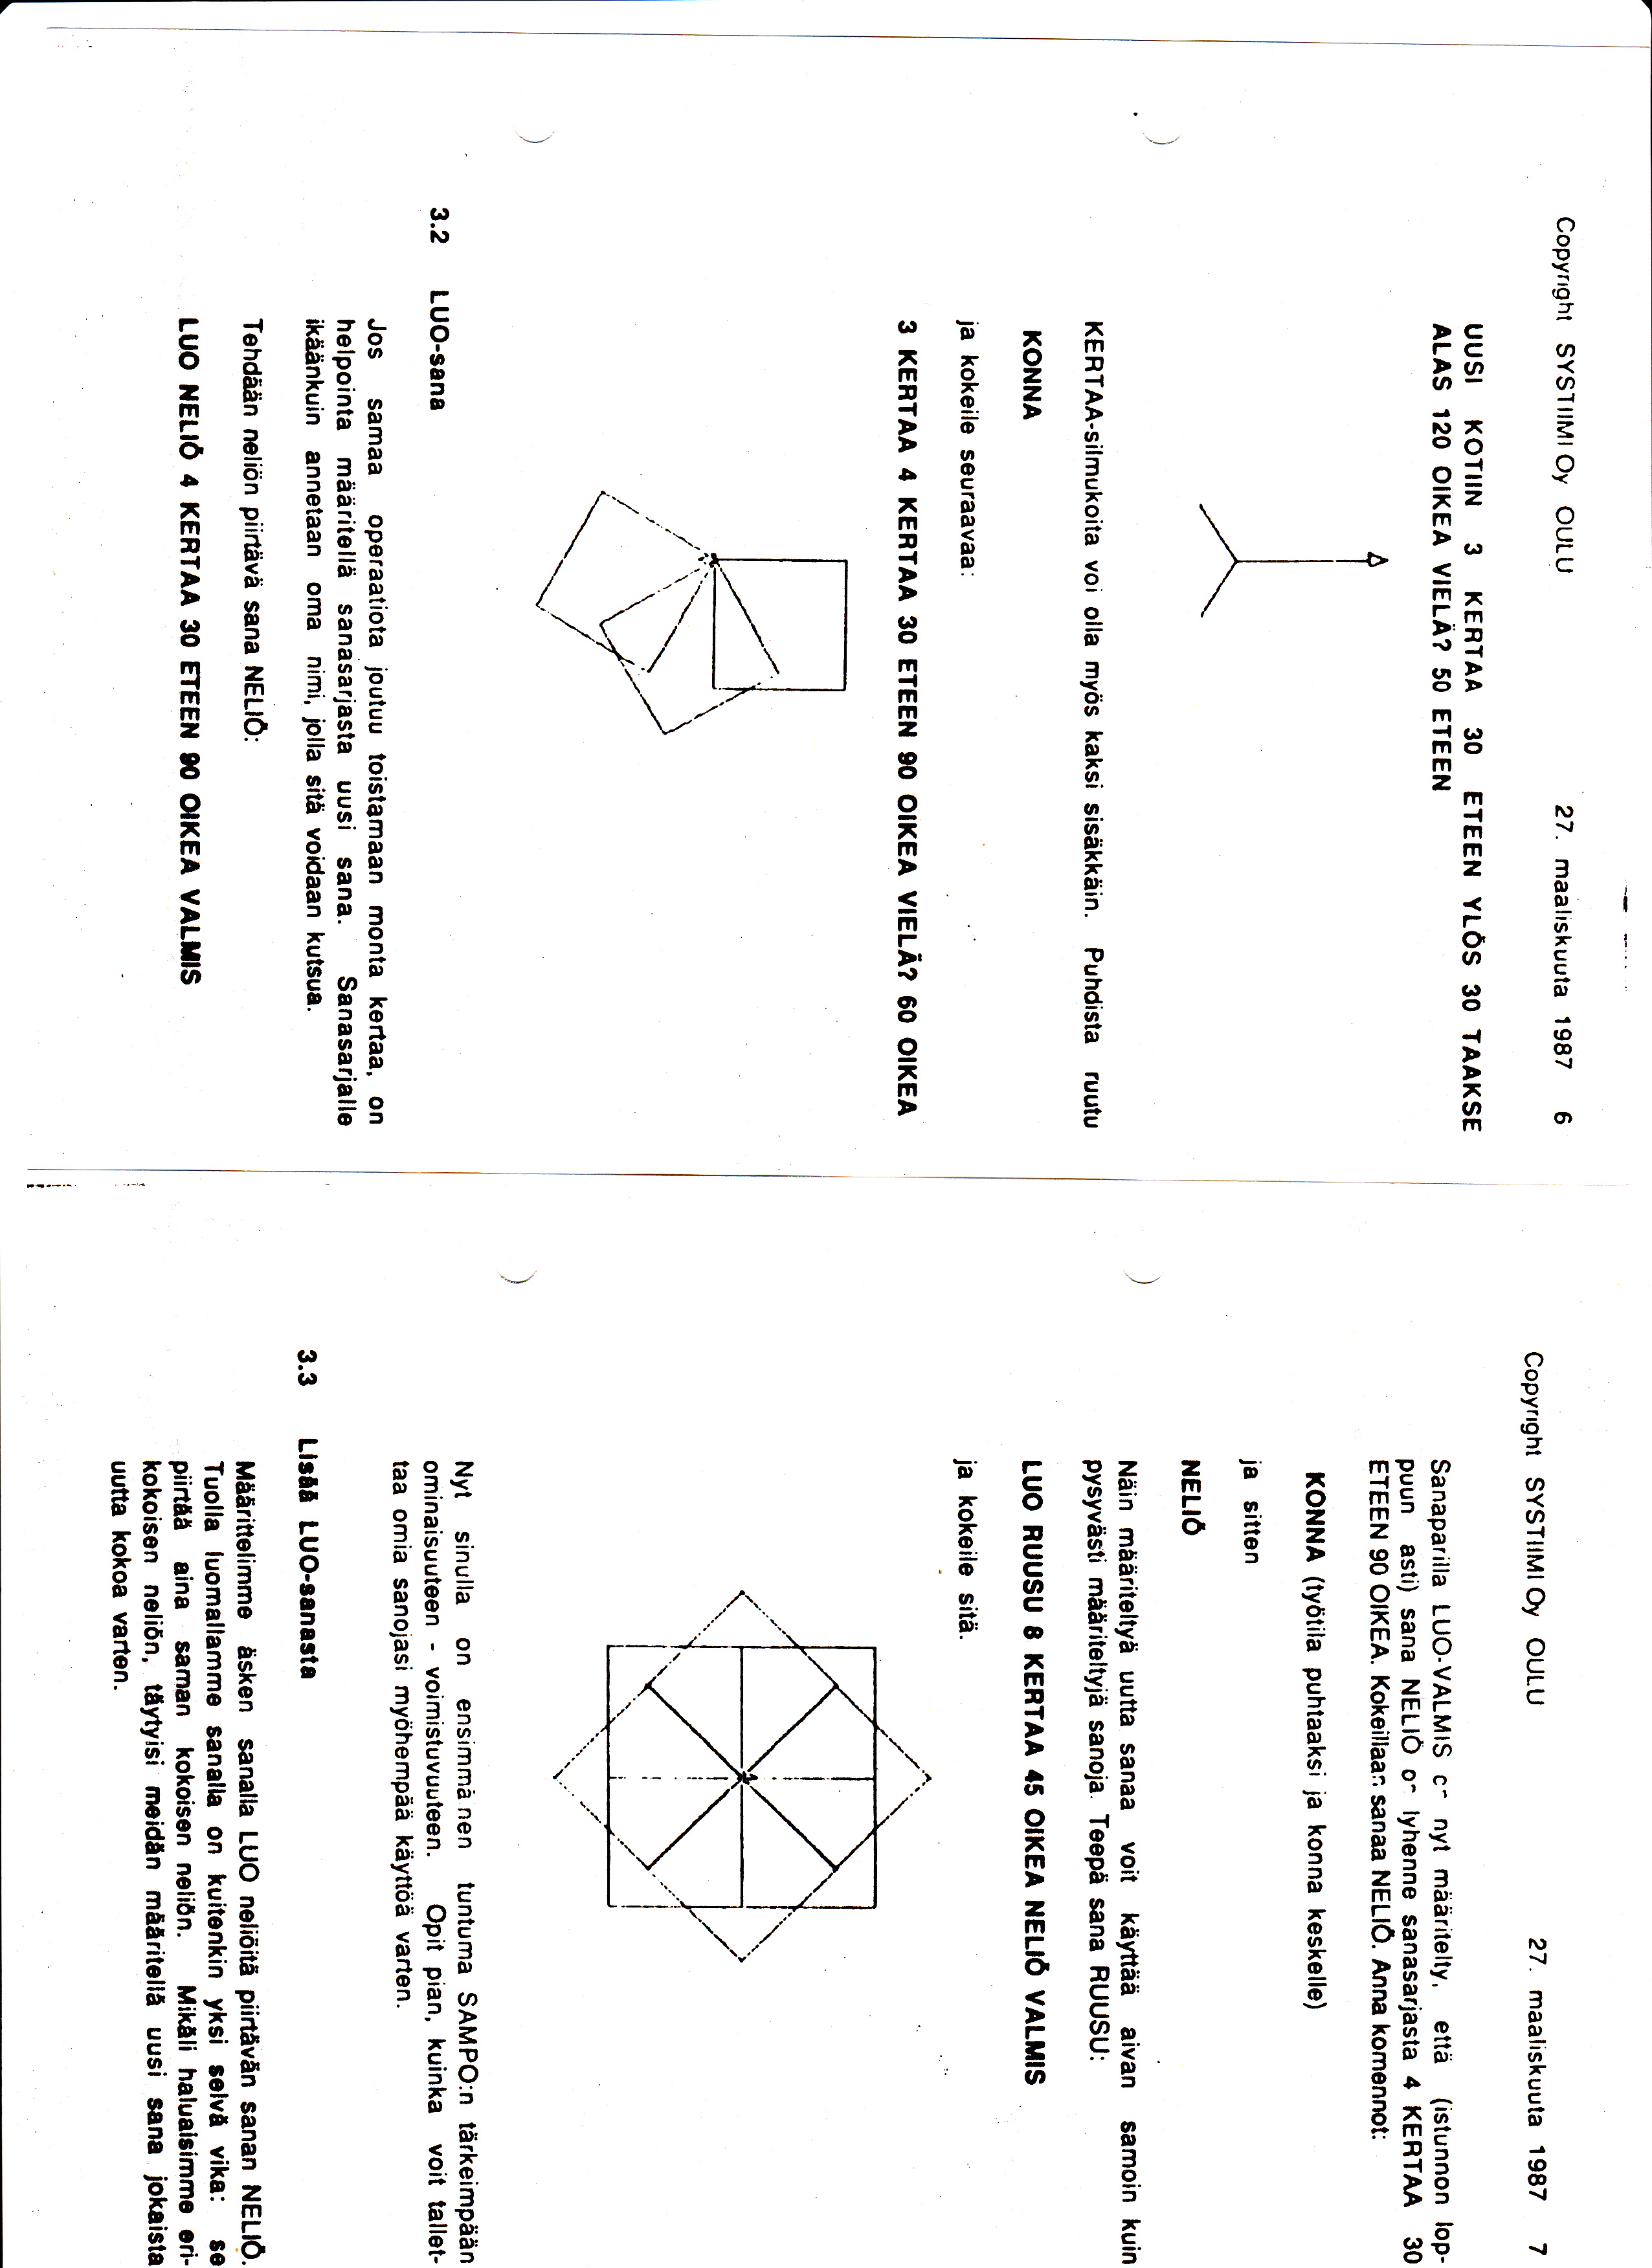 Copyright SYSTIIMI Oy OULU 27. maaliskuuta 1987 6
UUSI KOTIIN 3 KERTAA 30 ETEEN YLÖS 30 TAAKSE
ALAS 120 OIKEA VIELÄ? 50 ETEEN
KERTAA-silmukoita voi olla myös kaksi sisäkkäin. Puhdista ruutu
KONNA
ja kokeile seuraavaa:
3 KERTAA 4 KERTAA 30 ETEEN 90 OIKEA VIELÄ? 60 OIKEA
3.2 LUO-sana
Jos samaa operaatiota joutuu toistamaan monta kertaa, on
helpointa määritellä sanasarjasta uusi sana. Sanasarjalle
ikäänkuin annetaan oma nimi, jolla sitä voidaan kutsua.
Tehdään neliön piirtävä sana NELIÖ:
LUO NELIÖ 4 KERTAA 30 ETEEN 90 OIKEA VALMIS
Copyright SYSTIIMI Oy OULU 27. maaliskuuta 1987 7
Sanaparilla LUO-VALMIS nyt määritelty, että (istunnon lop-
puun asti) sana NELIÖ lyhenne sanasarjasta 4 KERTAA 30
ETEEN 90 OIKEA. Kokeillaan sanaa NELIÖ. Anna komennot:
KONNA (työtila puhtaaksi ja konna keskelle)
ja sitten
NELIÖ
Näin määriteltyä uutta sanaa voit käyttää aivan samoin kuin
pysyvästi määriteltyjä sanoja. Teepä sana RUUSU:
LUO RUUSU 8 KERTAA 45 OIKEA NELIÖ VALMIS
ja kokeile sitä.
Nyt sinulla on ensimmäinen tuntuma SAMPO:n tärkeimpään
ominaisuuteen - voimistuvuuteen. Opit pian, kuinka voit tallet-
taa omia sanojasi myöhempää käyttöä varten.
3.3 Lisää LUO-sanasta
Määrittelimme äsken sanalla LUO neliöitä piirtävän sanan NELIÖ.
Tuolla luomallamme sanalla on kuitenkin yksi selvä vika: se
piirtää aina saman kokoisen neliön. Mikäli haluaisimme eri-
kokoisen neliön, täytyisi meidän määritellä uusi sana jokaista
uutta kokoa varten.